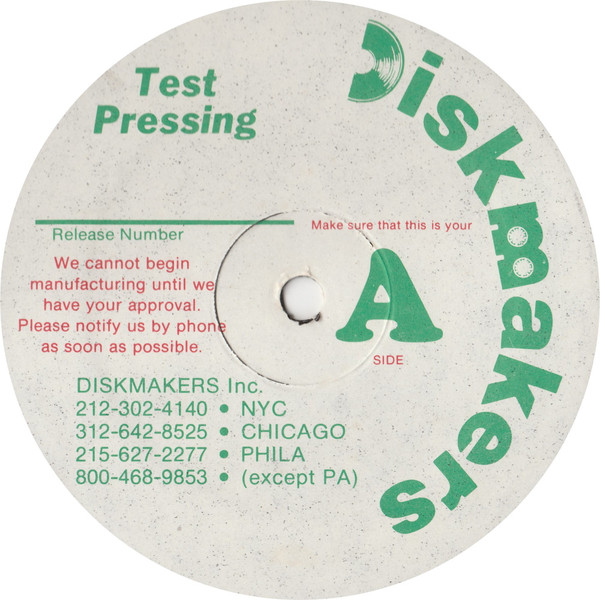 Test
Pressing
Diskmakers
Release Number
Make sure that this is your
A
SIDE
We cannot begin
manufacturing until we
have your approval.
Please notify us by phone
as soon as possible.
DISKMAKERS Inc.
212-302-4140 • NYC
312-642-8525 • CHICAGO
215-627-2277 • PHILA
800-468-9853 • (except PA)